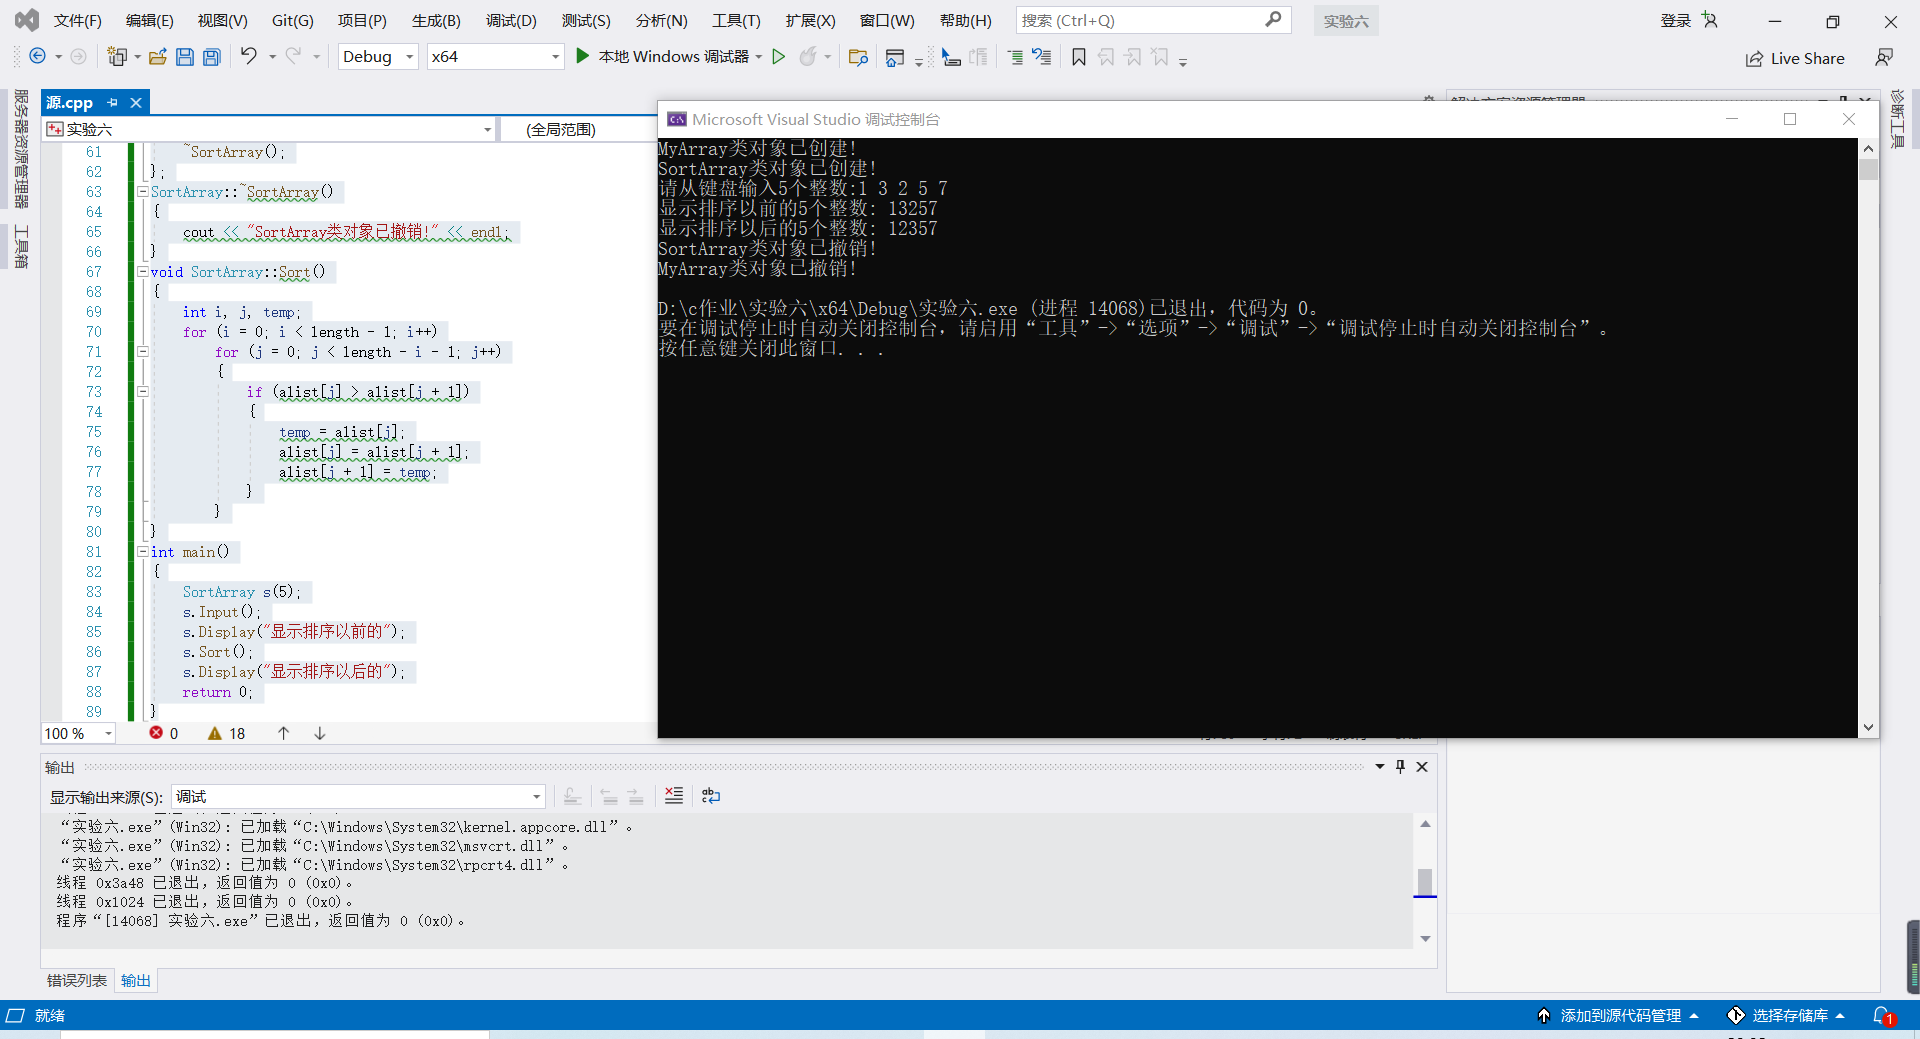 文件(F) 编辑(E) 视图(V) Git(G) 项目(P) 生成(B) 调试(D) 测试(S) 分析(N) 工具(T) 扩展(X) 窗口(W) 帮助(H) 搜索 (Ctrl+Q) 实验六 登录
Debug x64 本地 Windows 调试器 Live Share
服务器资源管理器
工具箱
源.cpp
实验六 (全局范围)
61 ~SortArray();
62 };
63 SortArray::~SortArray()
64 {
65 cout << "SortArray类对象已撤销!" << endl;
66 }
67 void SortArray::Sort()
68 {
69 int i, j, temp;
70 for (i = 0; i < length - 1; i++)
71 for (j = 0; j < length - i - 1; j++)
72 {
73 if (alist[j] > alist[j + 1])
74 {
75 temp = alist[j];
76 alist[j] = alist[j + 1];
77 alist[j + 1] = temp;
78 }
79 }
80 }
81 int main()
82 {
83 SortArray s(5);
84 s.Input();
85 s.Display("显示排序以前的");
86 s.Sort();
87 s.Display("显示排序以后的");
88 return 0;
89 }
100 % 0 18
Microsoft Visual Studio 调试控制台
MyArray类对象已创建!
SortArray类对象已创建!
请从键盘输入5个整数:1 3 2 5 7
显示排序以前的5个整数: 13257
显示排序以后的5个整数: 12357
SortArray类对象已撤销!
MyArray类对象已撤销!
D:\c作业\实验六\x64\Debug\实验六.exe (进程 14068)已退出，代码为 0。
要在调试停止时自动关闭控制台，请启用“工具”->“选项”->“调试”->“调试停止时自动关闭控制台”。
按任意键关闭此窗口. . .
诊断工具
输出
显示输出来源(S): 调试
“实验六.exe”(Win32): 已加载“C:\Windows\System32\kernel.appcore.dll”。
“实验六.exe”(Win32): 已加载“C:\Windows\System32\msvcrt.dll”。
“实验六.exe”(Win32): 已加载“C:\Windows\System32\rpcrt4.dll”。
线程 0x3a48 已退出，返回值为 0 (0x0)。
线程 0x1024 已退出，返回值为 0 (0x0)。
程序“[14068] 实验六.exe”已退出，返回值为 0 (0x0)。
错误列表 输出
就绪 添加到源代码管理 选择存储库 1